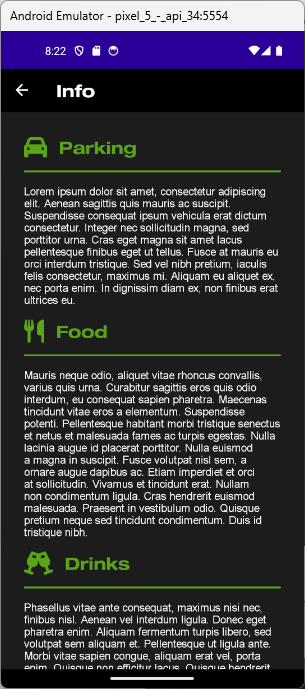 Android Emulator - pixel_5_-_api_34:5554
8:22
Info
Parking
Lorem ipsum dolor sit amet, consectetur adipiscing
elit. Aenean sagittis quis mauris ac suscipit.
Suspendisse consequat ipsum vehicula erat dictum
consectetur. Integer nec sollicitudin magna, sed
porttitor urna. Cras eget magna sit amet lacus
pellentesque finibus eget ut tellus. Fusce at mauris eu
orci interdum tristique. Sed vel nibh pretium, iaculis
felis consectetur, maximus mi. Aliquam eu aliquet ex,
nec porta enim. In dignissim diam ex, non finibus erat
ultrices eu.
Food
Mauris neque odio, aliquet vitae rhoncus convallis,
varius quis urna. Curabitur sagittis eros quis odio
interdum, eu consequat sapien pharetra. Maecenas
tincidunt vitae eros a elementum. Suspendisse
potenti. Pellentesque habitant morbi tristique senectus
et netus et malesuada fames ac turpis egestas. Nulla
lacinia augue id placerat porttitor. Nulla euismod
a magna in suscipit. Fusce volutpat nisl sem, a
ornare augue dapibus ac. Etiam imperdiet et orci
at sollicitudin. Vivamus et tincidunt erat. Nullam
non condimentum ligula. Cras hendrerit euismod
malesuada. Praesent in vestibulum odio. Quisque
pretium neque sed tincidunt condimentum. Duis id
tristique nibh.
Drinks
Phasellus vitae ante consequat, maximus nisi nec,
finibus nisl. Aenean vel interdum ligula. Donec eget
pharetra enim. Aliquam fermentum turpis libero, sed
volutpat sem aliquam et. Pellentesque ut ligula ante.
Morbi vitae sapien congue, aliquam erat vel, porta
enim. Quisque non efficitur lacus. Quisque